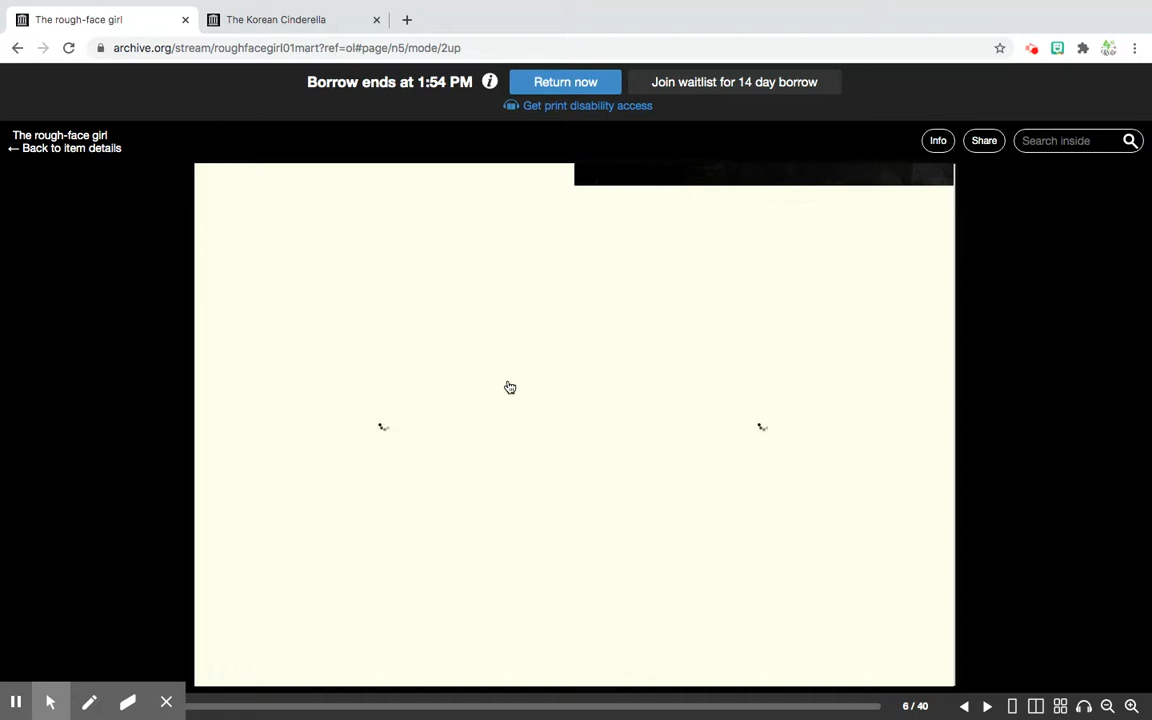 The rough-face girl
The Korean Cinderella
archive.org/stream/roughfacegirl01mart?ref=ol#page/n5/mode/2up
Borrow ends at 1:54 PM
Return now
Join waitlist for 14 day borrow
Get print disability access
The rough-face girl
← Back to item details
Info
Share
Search inside
6 / 40